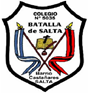 COLEGIO
Nº 5035
BATALLA
de SALTA
Barrio
Castañares
SALTA